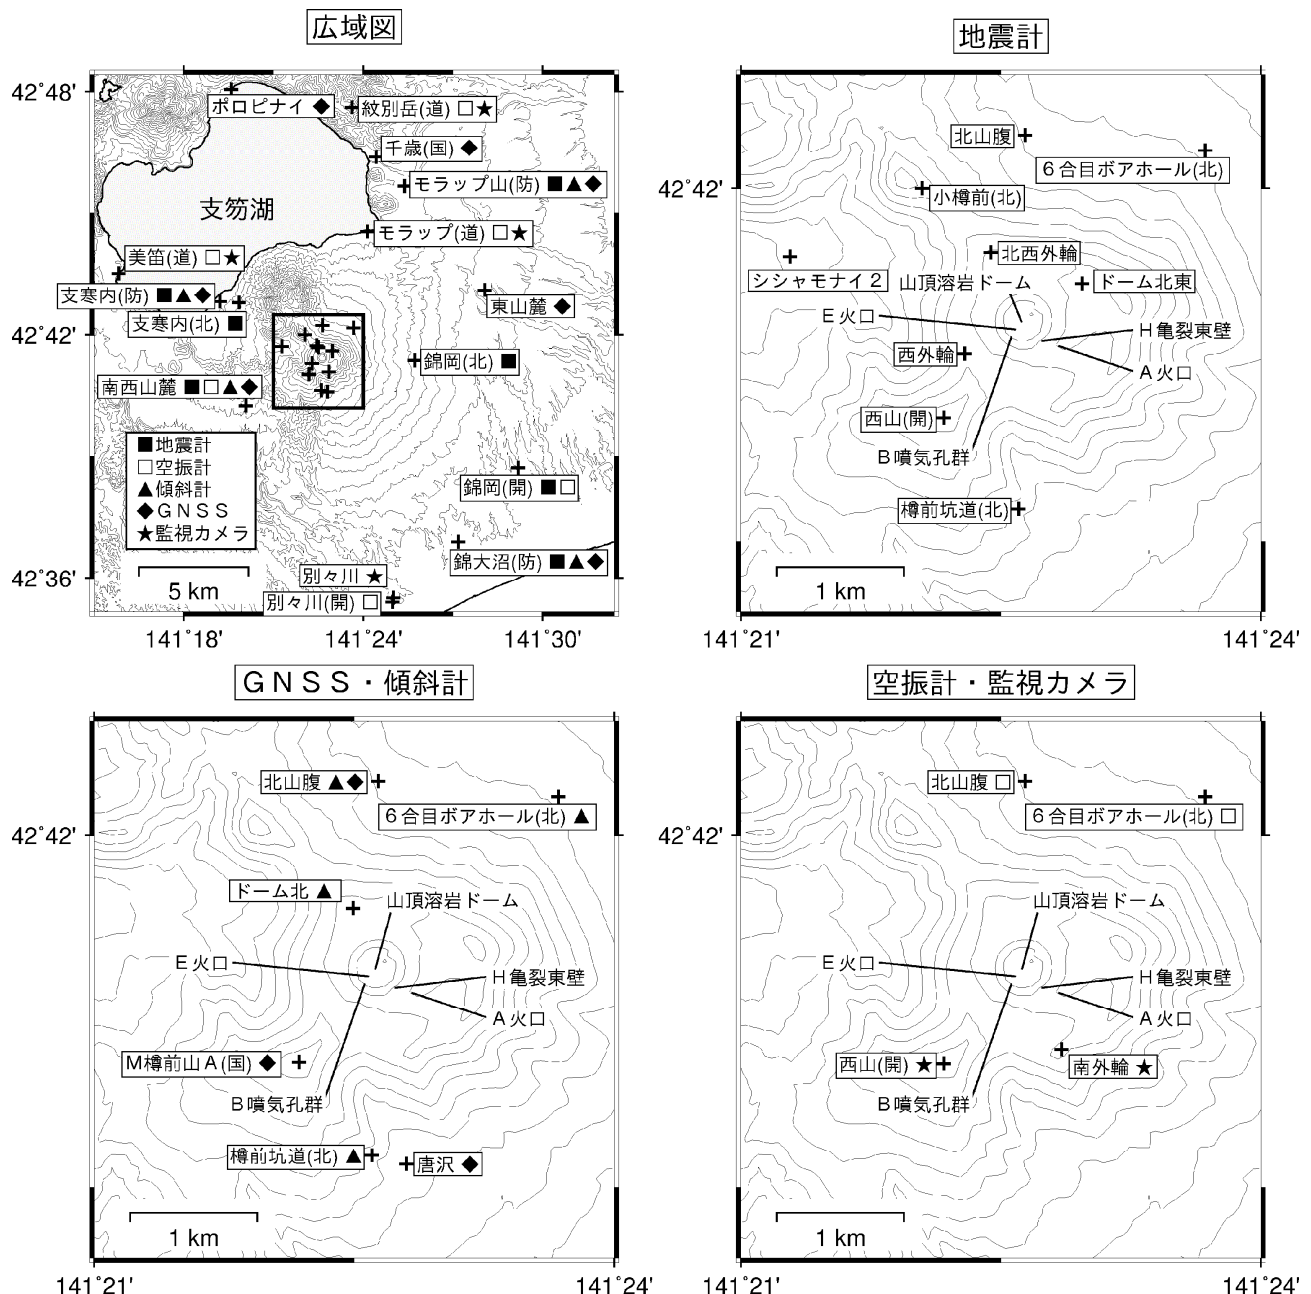 広域図
42°48'
42°42'
42°36'
141°18'
141°24'
141°30'
ポロピナイ ◆
紋別岳(道) □★
千歳(国) ◆
モラップ山(防) ■▲◆
支笏湖
モラップ(道) □★
美笛(道) □★
支寒内(防) ■▲◆
支寒内(北) ■
東山麓 ◆
錦岡(北) ■
南西山麓 ■□▲◆
■地震計
□空振計
▲傾斜計
◆GNSS
★監視カメラ
錦岡(開) ■□
錦大沼(防) ■▲◆
別々川 ★
別々川(開) □
5 km
地震計
42°42'
141°21'
141°24'
北山腹
6合目ボアホール(北)
小樽前(北)
北西外輪
シシャモナイ2
山頂溶岩ドーム
ドーム北東
E火口
H亀裂東壁
西外輪
A火口
西山(開)
B噴気孔群
樽前坑道(北)
1 km
GNSS・傾斜計
42°42'
141°21'
141°24'
北山腹 ▲◆
6合目ボアホール(北) ▲
ドーム北 ▲
山頂溶岩ドーム
E火口
H亀裂東壁
A火口
M樽前山A(国) ◆
B噴気孔群
樽前坑道(北) ▲
唐沢 ◆
1 km
空振計・監視カメラ
42°42'
141°21'
141°24'
北山腹 □
6合目ボアホール(北) □
山頂溶岩ドーム
E火口
H亀裂東壁
A火口
西山(開) ★
南外輪 ★
B噴気孔群
1 km